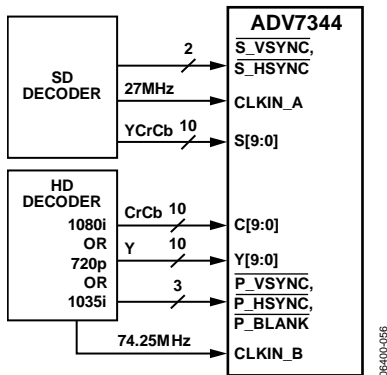 ADV7344
SD
DECODER
2
S_VSYNC,
S_HSYNC
27MHz
CLKIN_A
YCrCb 10
S[9:0]
HD
DECODER
1080i
OR
720p
OR
1035i
CrCb 10
C[9:0]
Y 10
Y[9:0]
3
P_VSYNC,
P_HSYNC,
P_BLANK
74.25MHz
CLKIN_B
06400-056